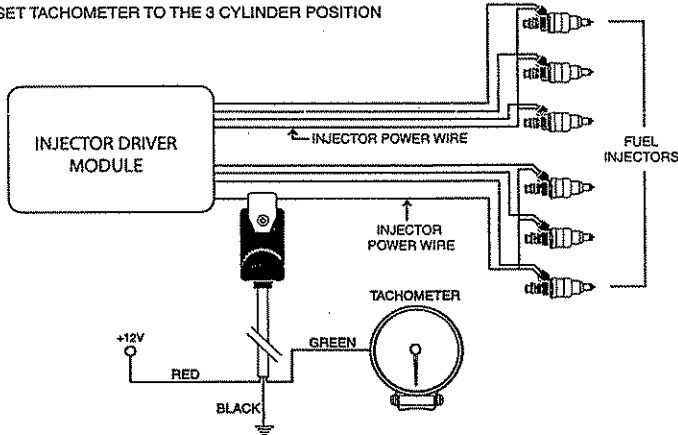 SET TACHOMETER TO THE 3 CYLINDER POSITION
INJECTOR DRIVER
MODULE
INJECTOR POWER WIRE
FUEL
INJECTORS
INJECTOR
POWER WIRE
TACHOMETER
+12V
GREEN
RED
BLACK